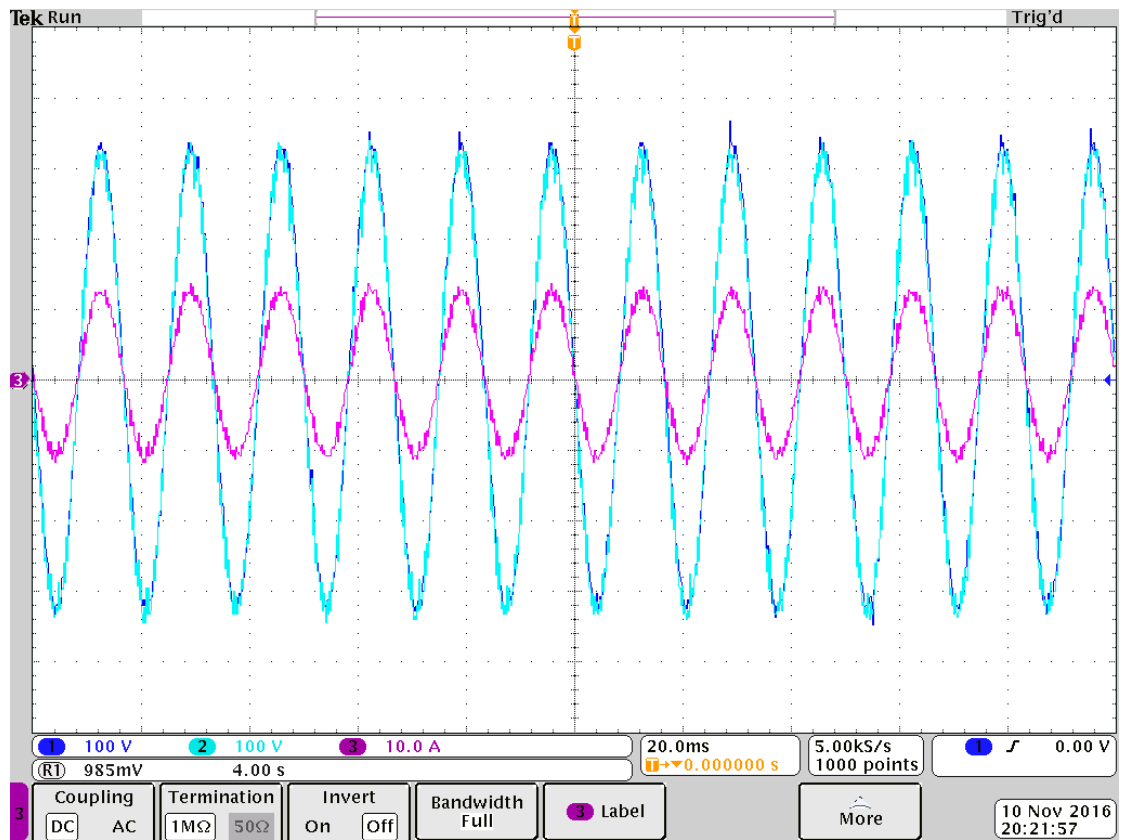 Tek Run Trig'd
T
T
3
1 100 V 2 100 V 3 10.0 A
R1 985mV 4.00 s
20.0ms
T→▼0.000000 s
5.00kS/s
1000 points
1 0.00 V
3
Coupling
DC AC
Termination
1MΩ 50Ω
Invert
On Off
Bandwidth
Full
3 Label
More
10 Nov 2016
20:21:57